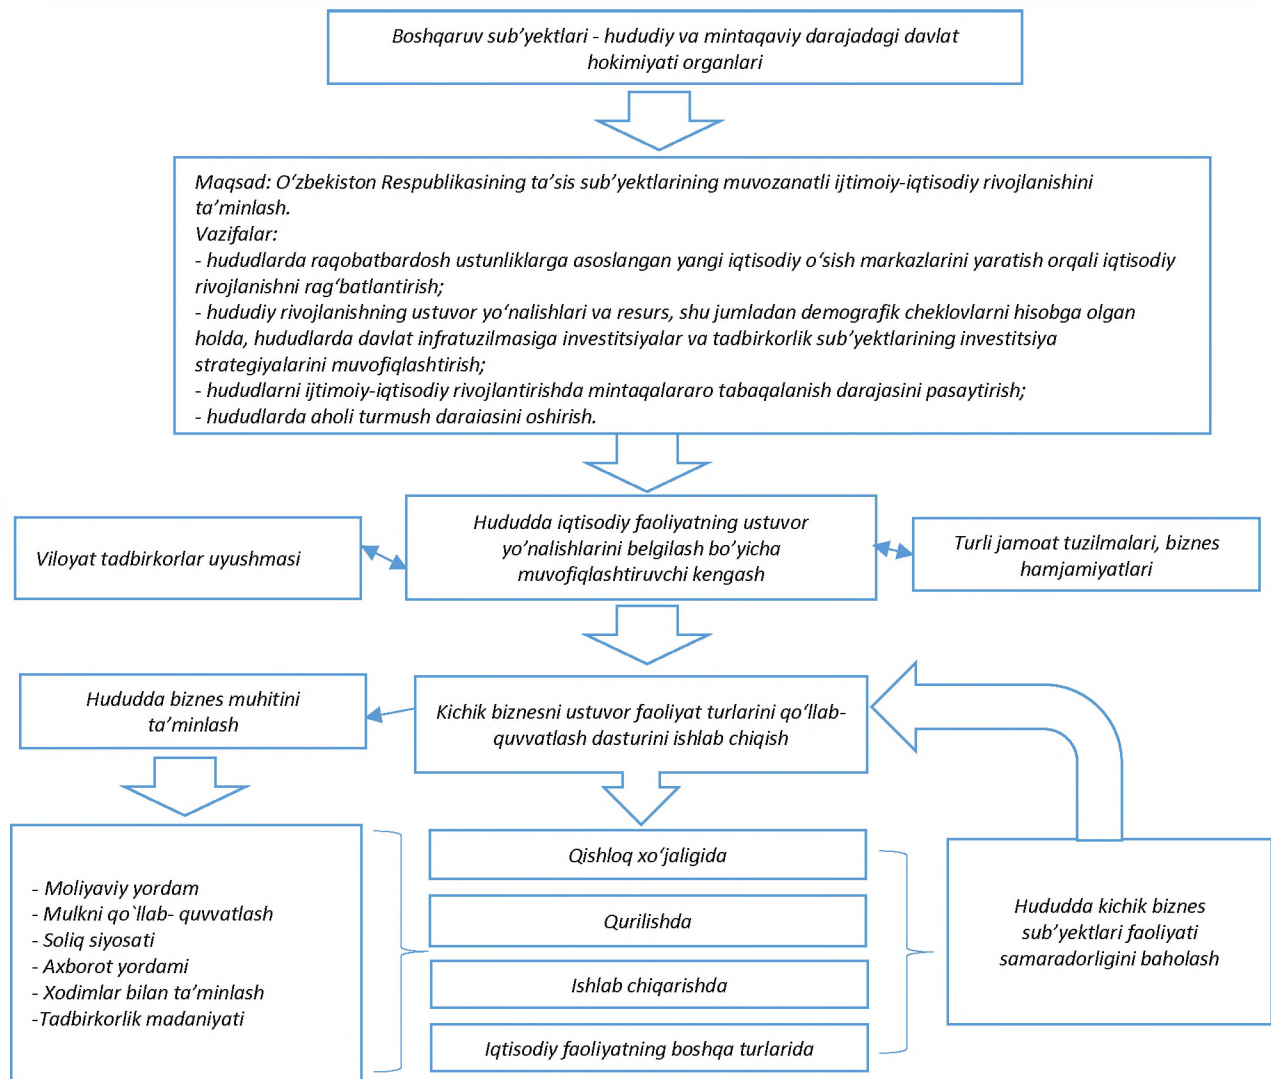 Boshqaruv sub’yektlari - hududiy va mintaqaviy darajadagi davlat
hokimiyati organlari
Maqsad: O‘zbekiston Respublikasining ta’sis sub’yektlarining muvozanatli ijtimoiy-iqtisodiy rivojlanishini
ta’minlash.
Vazifalar:
- hududlarda raqobatbardosh ustunliklarga asoslangan yangi iqtisodiy o‘sish markazlarini yaratish orqali iqtisodiy
rivojlanishni rag‘batlantirish;
- hududiy rivojlanishning ustuvor yo‘nalishlari va resurs, shu jumladan demografik cheklovlarni hisobga olgan
holda, hududlarda davlat infratuzilmasiga investitsiyalar va tadbirkorlik sub’yektlarining investitsiya
strategiyalarini muvofiqlashtirish;
- hududlarni ijtimoiy-iqtisodiy rivojlantirishda mintaqalararo tabaqalanish darajasini pasaytirish;
- hududlarda aholi turmush daraiasini oshirish.
Viloyat tadbirkorlar uyushmasi
Hududda iqtisodiy faoliyatning ustuvor
yo’nalishlarini belgilash bo’yicha
muvofiqlashtiruvchi kengash
Turli jamoat tuzilmalari, biznes
hamjamiyatlari
Hududda biznes muhitini
ta’minlash
Kichik biznesni ustuvor faoliyat turlarini qo‘llab-
quvvatlash dasturini ishlab chiqish
- Moliyaviy yordam
- Mulkni qo`llab- quvvatlash
- Soliq siyosati
- Axborot yordami
- Xodimlar bilan ta’minlash
-Tadbirkorlik madaniyati
Qishloq xo‘jaligida
Qurilishda
Ishlab chiqarishda
Iqtisodiy faoliyatning boshqa turlarida
Hududda kichik biznes
sub’yektlari faoliyati
samaradorligini baholash